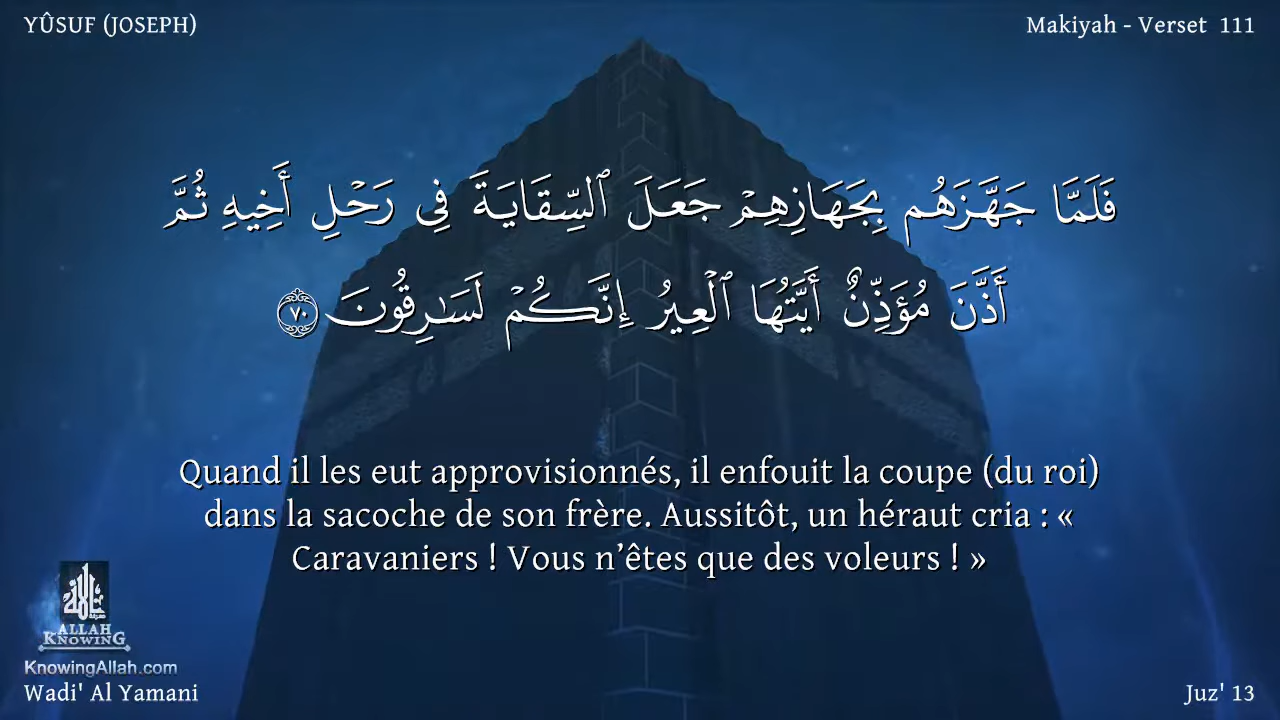 YÛSUF (JOSEPH)
Makiyah - Verset 111
فَلَمَّا جَهَّزَهُم بِجَهَازِهِمْ جَعَلَ ٱلسِّقَايَةَ فِى رَحْلِ أَخِيهِ ثُمَّ
أَذَّنَ مُؤَذِّنٌ أَيَّتُهَا ٱلْعِيرُ إِنَّكُمْ لَسَـٰرِقُونَ ٧٠
Quand il les eut approvisionnés, il enfouit la coupe (du roi)
dans la sacoche de son frère. Aussitôt, un héraut cria : «
Caravaniers ! Vous n’êtes que des voleurs ! »
ALLAH
KNOWING
KnowingAllah.com
Wadi' Al Yamani
Juz' 13